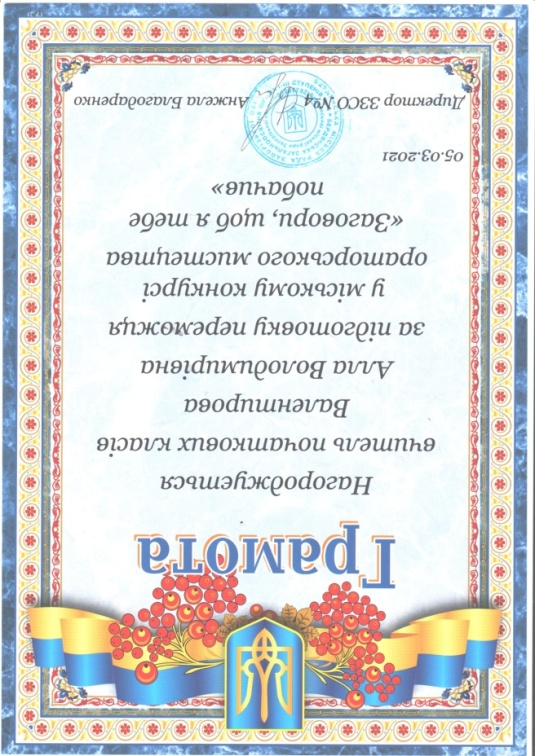 Грамота
Нагороджується
вчитель початкових класів
Валентирова
Алла Володимирівна
за підготовку переможця
у міському конкурсі
ораторського мистецтва
«Заговори, щоб я тебе
побачив»
05.03.2021
Директор ЗЗСО №4 Анжела Благодаренко